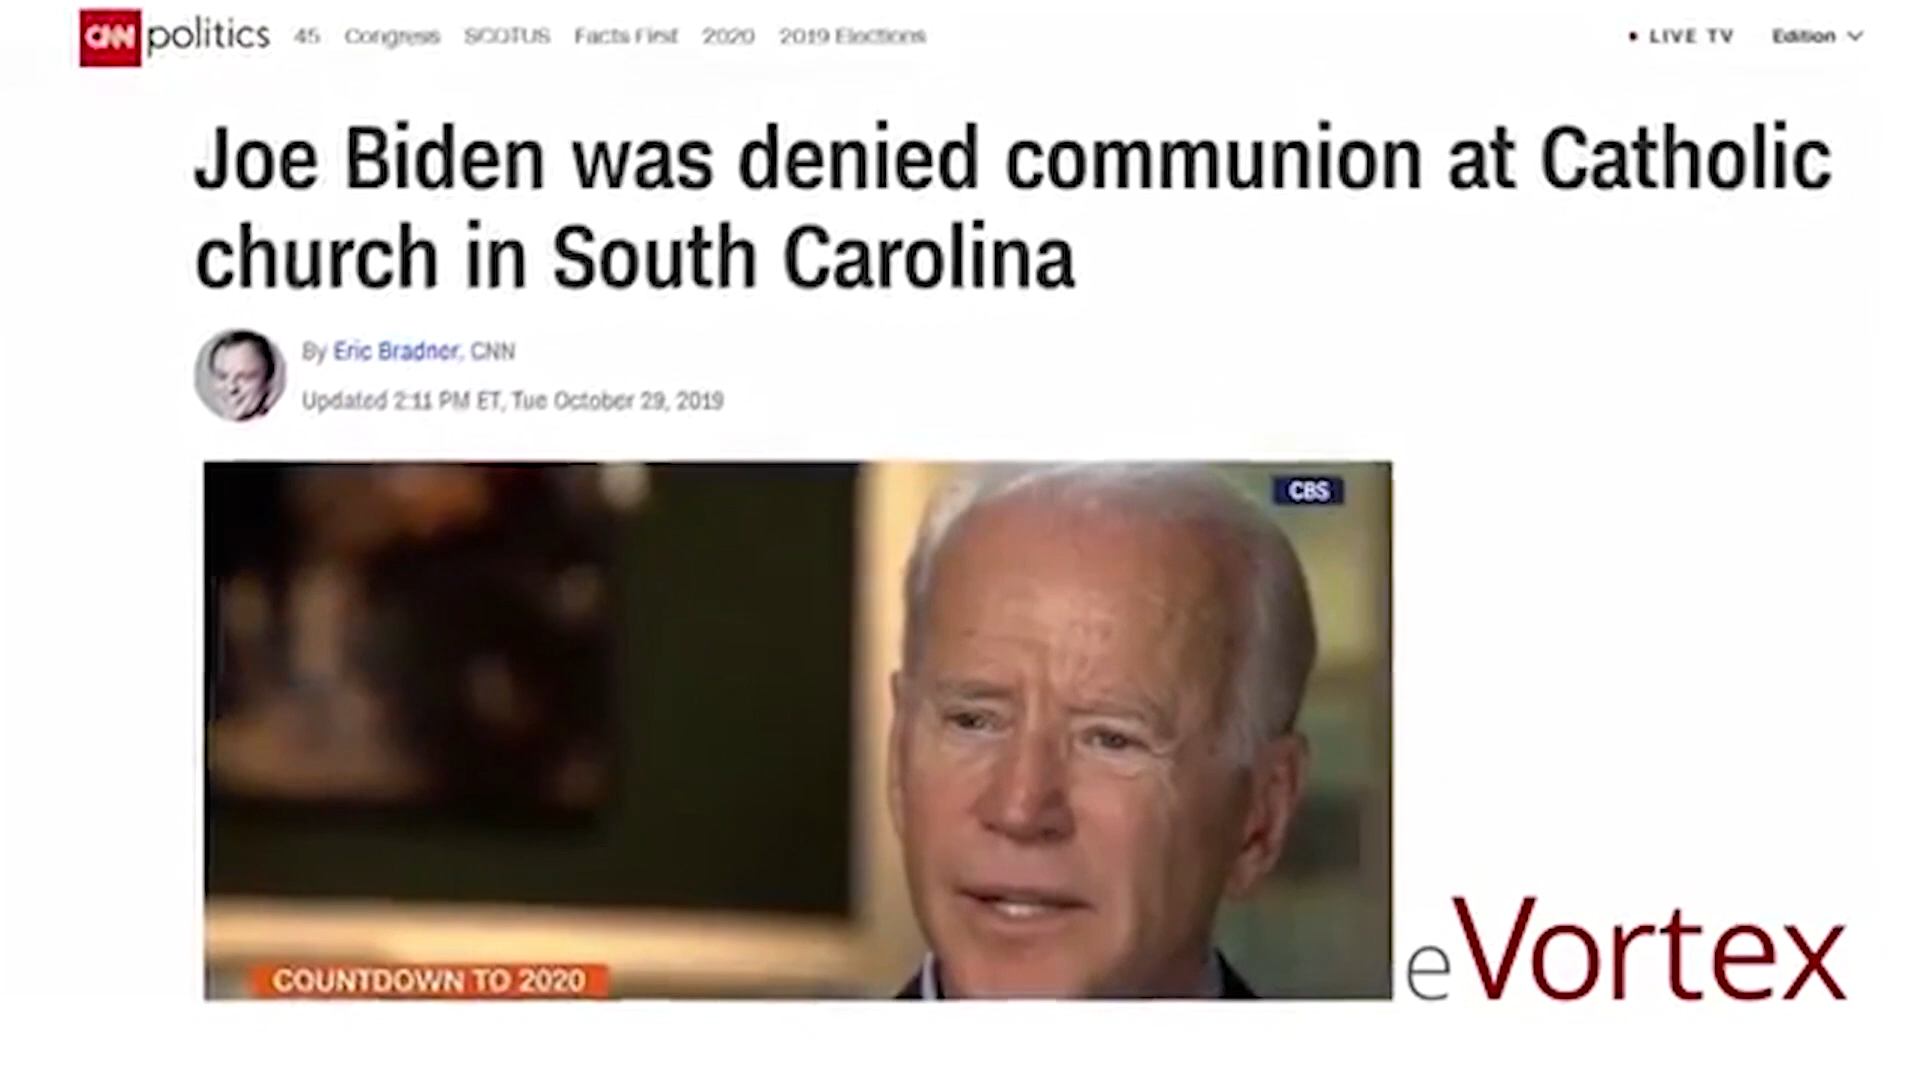 CNN politics 45 Congress SCOTUS Facts First 2020 2019 Elections • LIVE TV Edition
Joe Biden was denied communion at Catholic
church in South Carolina
By Eric Bradner, CNN
Updated 2:11 PM ET, Tue October 29, 2019
CBS
COUNTDOWN TO 2020
eVortex